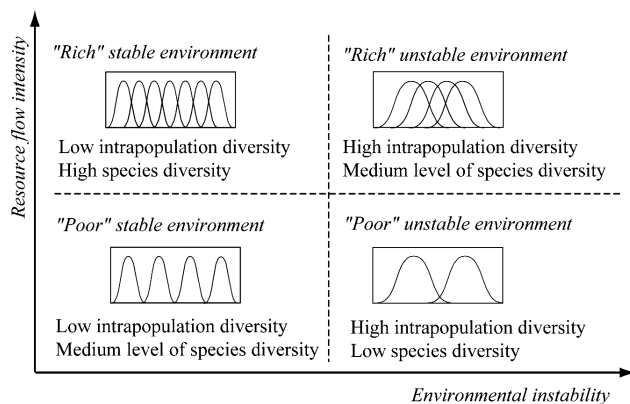 Resource flow intensity
"Rich" stable environment
Low intrapopulation diversity
High species diversity
"Rich" unstable environment
High intrapopulation diversity
Medium level of species diversity
"Poor" stable environment
Low intrapopulation diversity
Medium level of species diversity
"Poor" unstable environment
High intrapopulation diversity
Low species diversity
Environmental instability